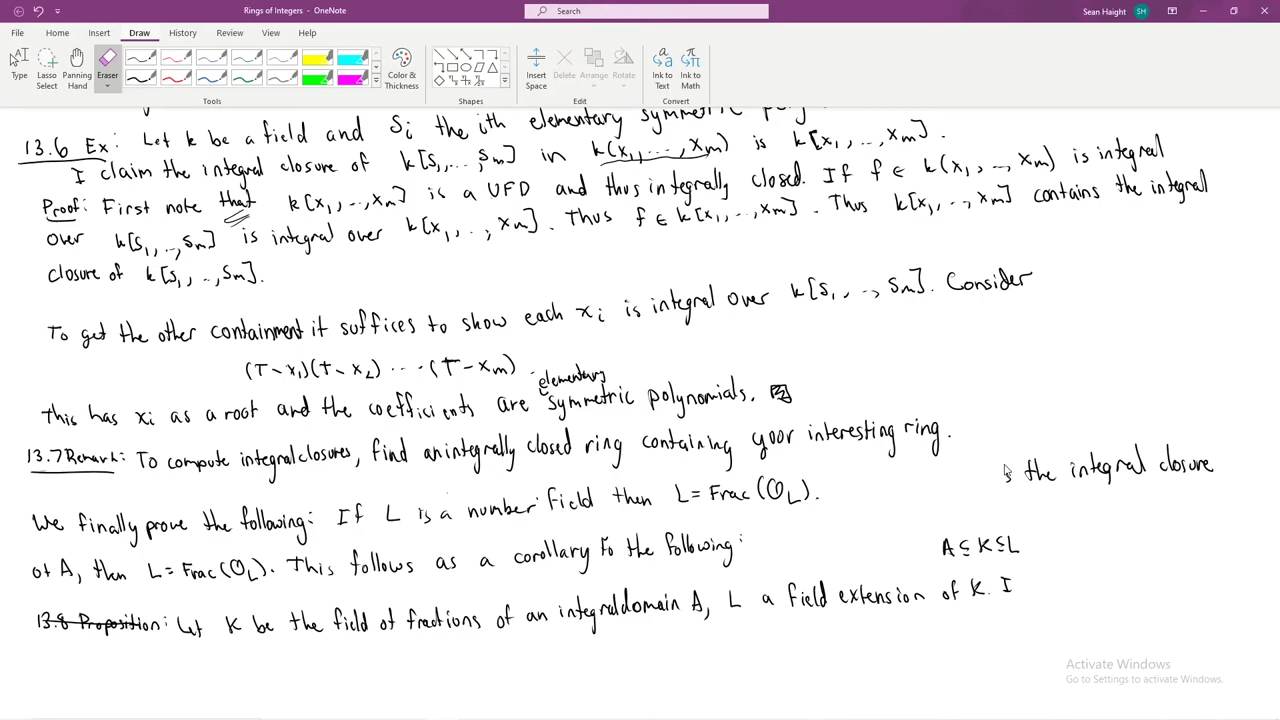 Rings of Integers - OneNote
Search
Sean Haight
SH
File Home Insert Draw History Review View Help
Type
Lasso Select
Panning Hand
Eraser
Color & Thickness
Insert Space
Delete
Arrange
Rotate
Ink to Text
Ink to Math
Tools
Shapes
Edit
Convert
13.6 Ex: Let k be a field and Si the ith elementary symmetric poly
I claim the integral closure of k[s1,...,sm] in k(x1,...,xm) is k[x1,...,xm].
Proof: First note that k[x1,..,xm] is a UFD and thus integrally closed. If f ∈ k(x1,..,xm) is integral
over k[s1,..,sm] is integral over k[x1,..,xm]. Thus f ∈ k[x1,..,xm]. Thus k[x1,..,xm] contains the integral
closure of k[s1,..,sm].
To get the other containment it suffices to show each xi is integral over k[s1,..,sm]. Consider
(T-x1)(T-x2)....(T-xm)
elementary
This has xi as a root and the coefficients are symmetric polynomials.
13.7 Remark: To compute integral closures, find an integrally closed ring containing yoor interesting ring.
s the integral closure
We finally prove the following: If L is a number field then L = Frac(OL).
of A, then L = Frac(OL). This follows as a corollary to the following:
A ⊆ K ⊆ L
13.8 Proposition: Let K be the field of fractions of an integral domain A, L a field extension of K. I
Activate Windows
Go to Settings to activate Windows.